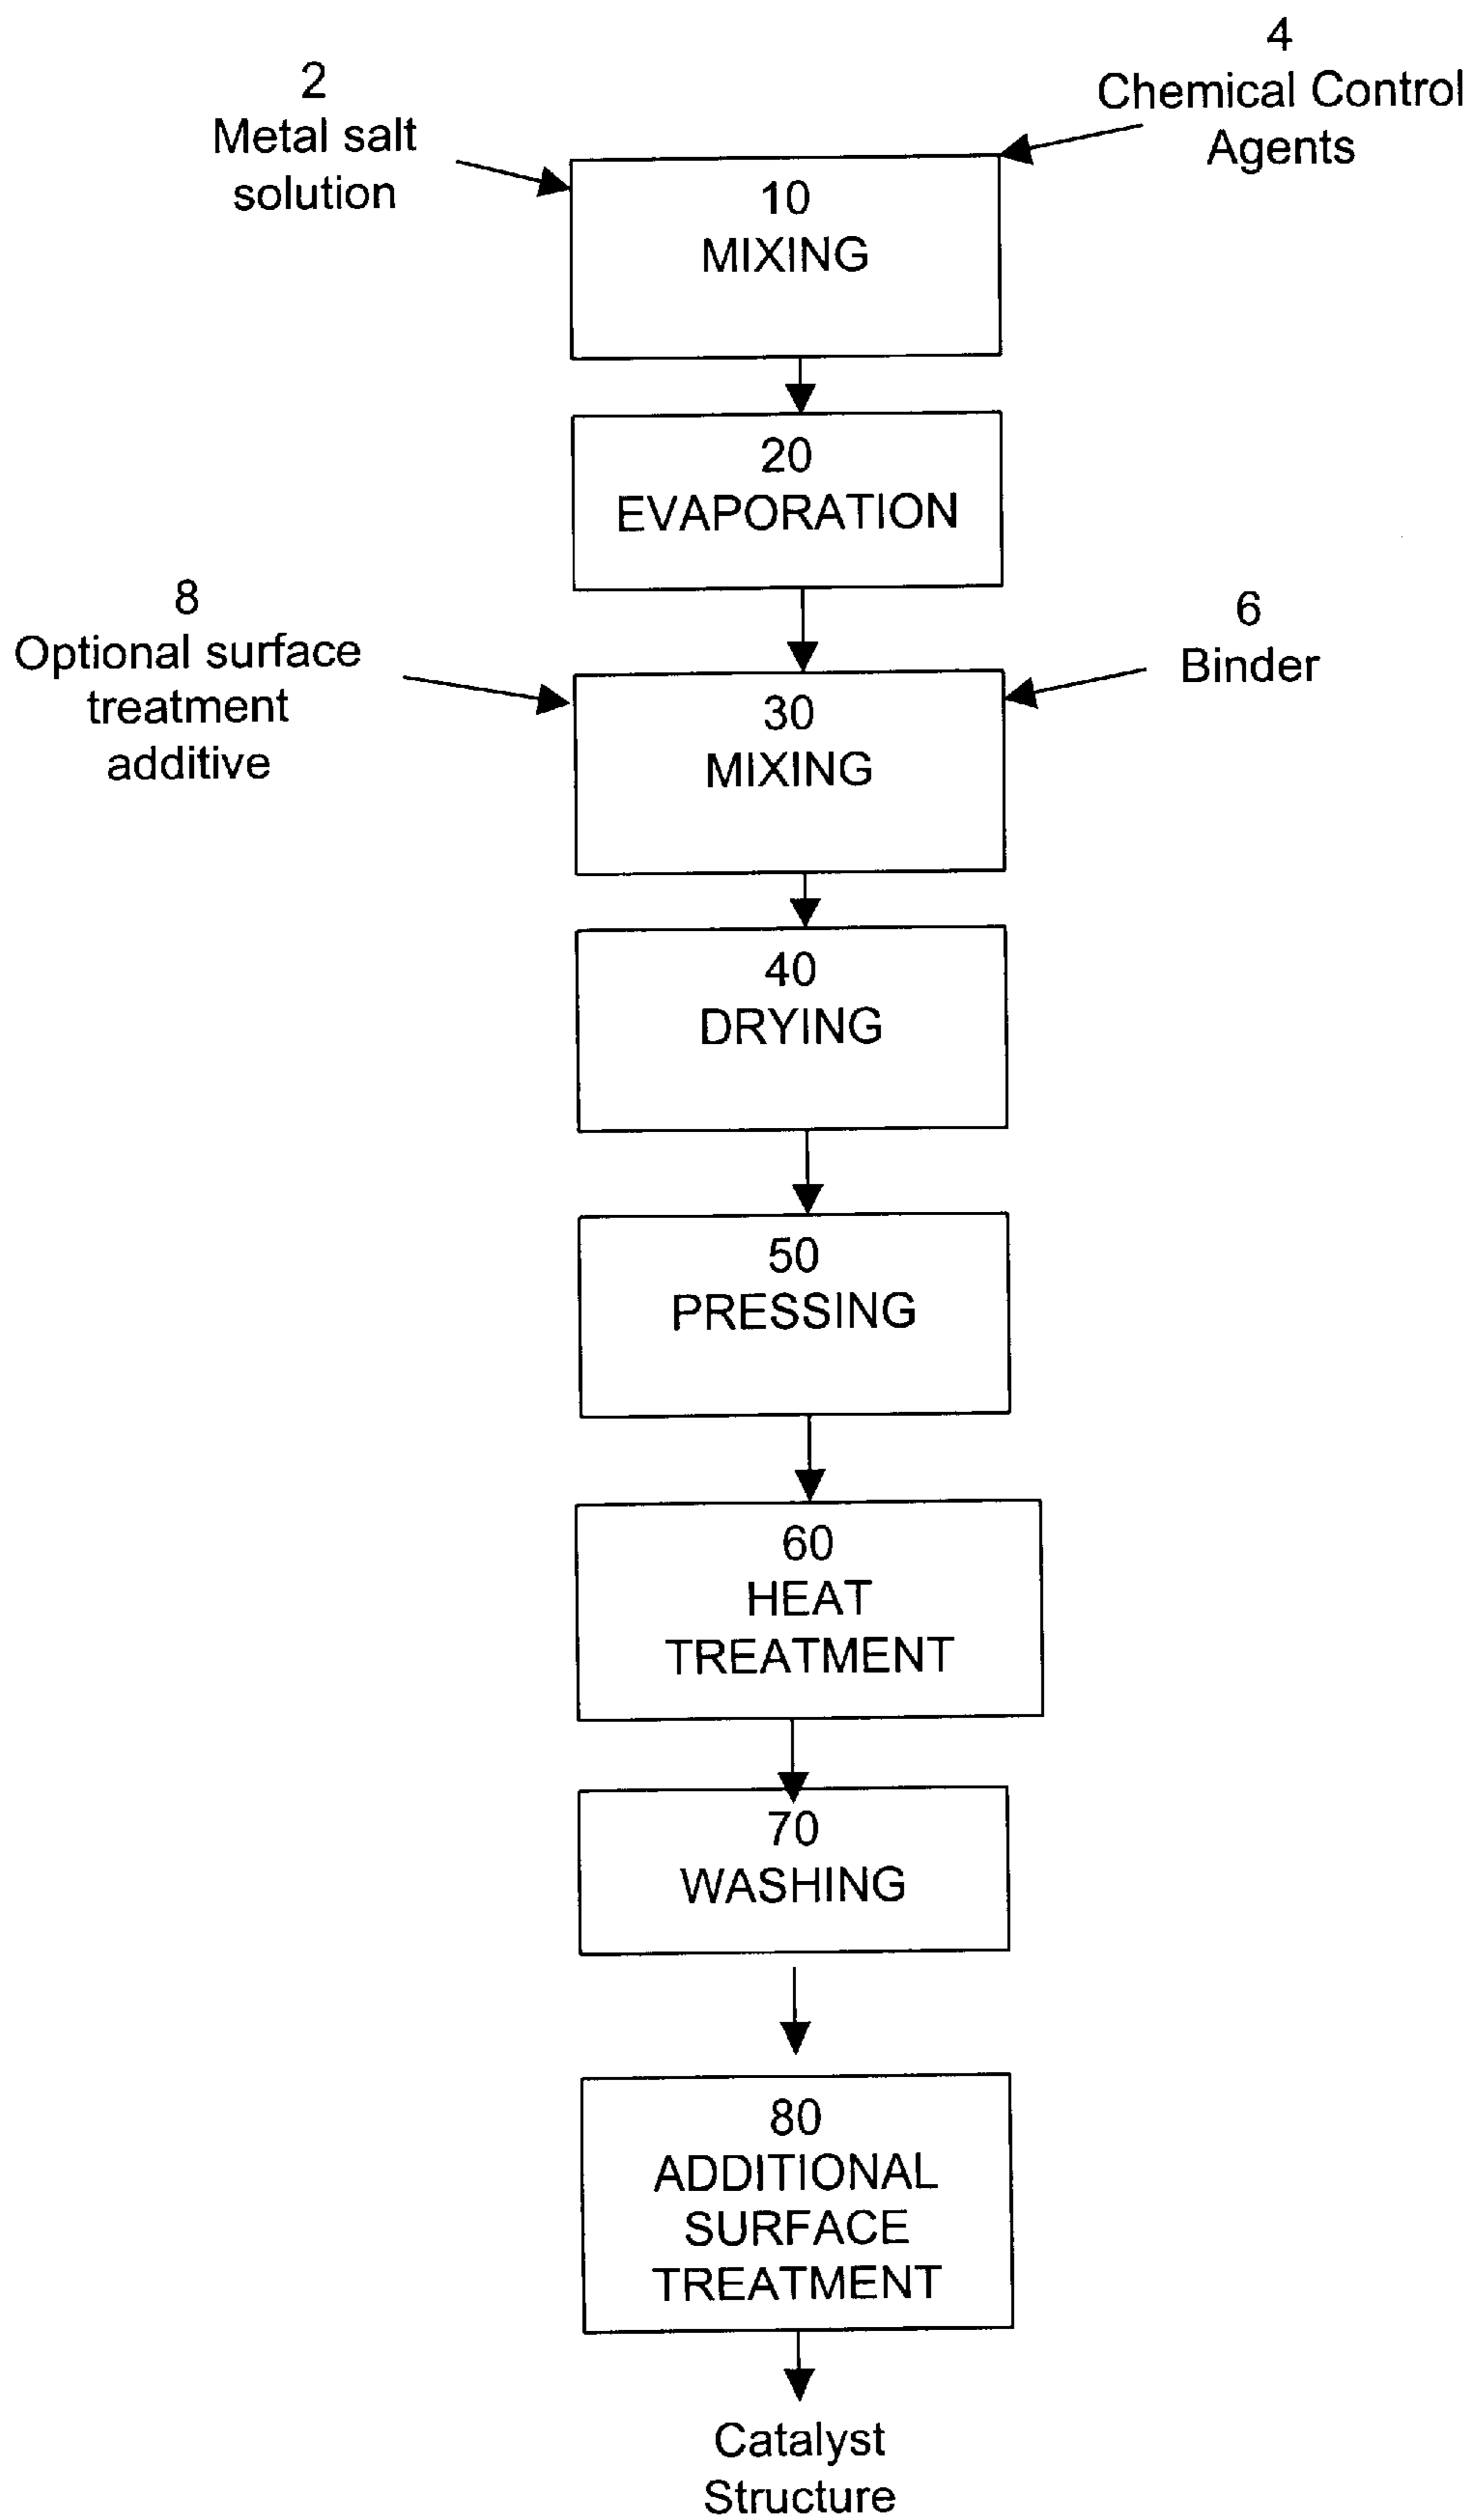 2
Metal salt
solution
4
Chemical Control
Agents
10
MIXING
20
EVAPORATION
8
Optional surface
treatment
additive
6
Binder
30
MIXING
40
DRYING
50
PRESSING
60
HEAT
TREATMENT
70
WASHING
80
ADDITIONAL
SURFACE
TREATMENT
Catalyst
Structure